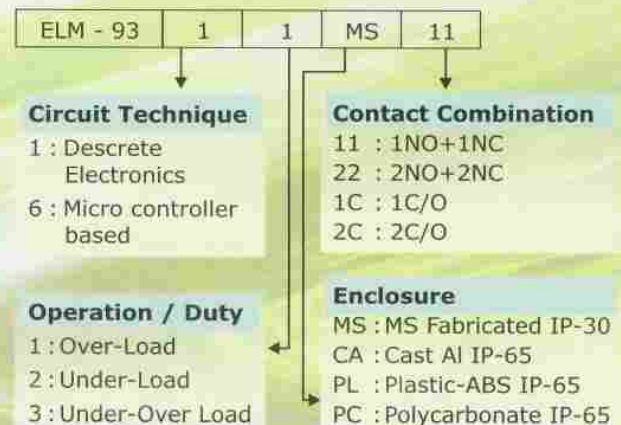 ELM - 93 1 1 MS 11
Circuit Technique
1 : Descrete
Electronics
6 : Micro controller
based
Contact Combination
11 : 1NO+1NC
22 : 2NO+2NC
1C : 1C/O
2C : 2C/O
Operation / Duty
1 : Over-Load
2 : Under-Load
3 : Under-Over Load
Enclosure
MS : MS Fabricated IP-30
CA : Cast Al IP-65
PL : Plastic-ABS IP-65
PC : Polycarbonate IP-65